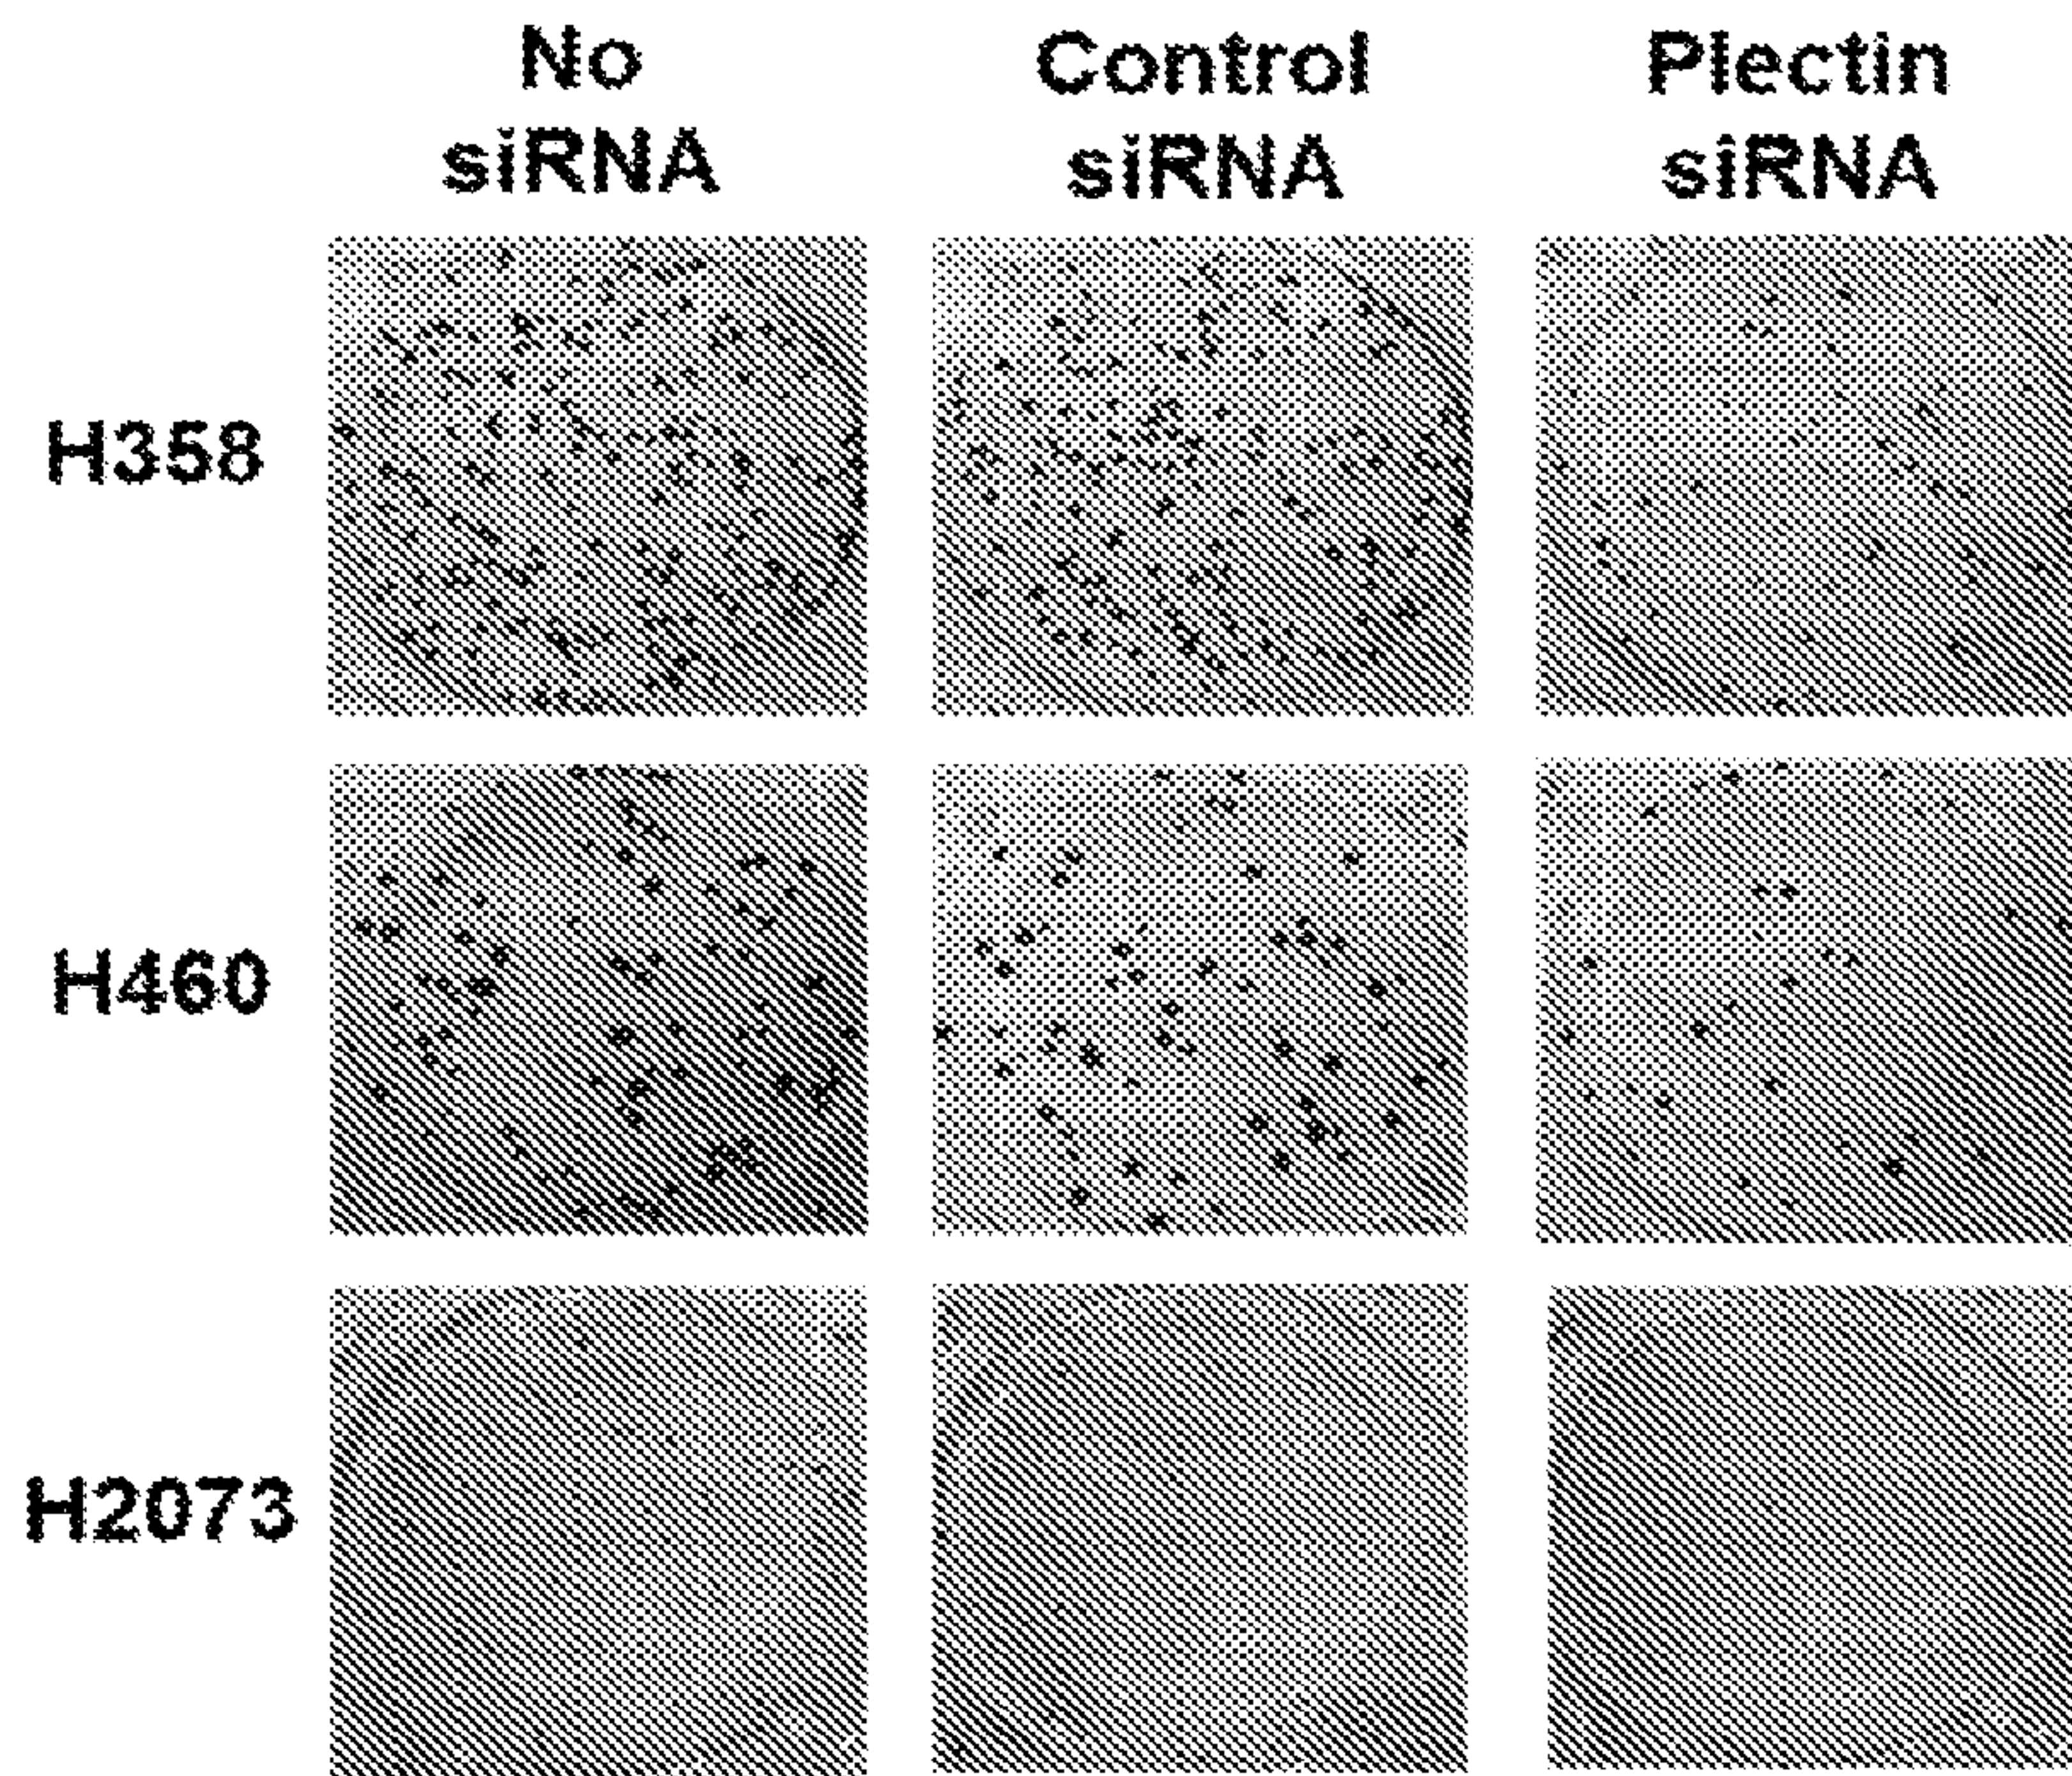 No
siRNA
Control
siRNA
Plectin
siRNA
H358
H460
H2073